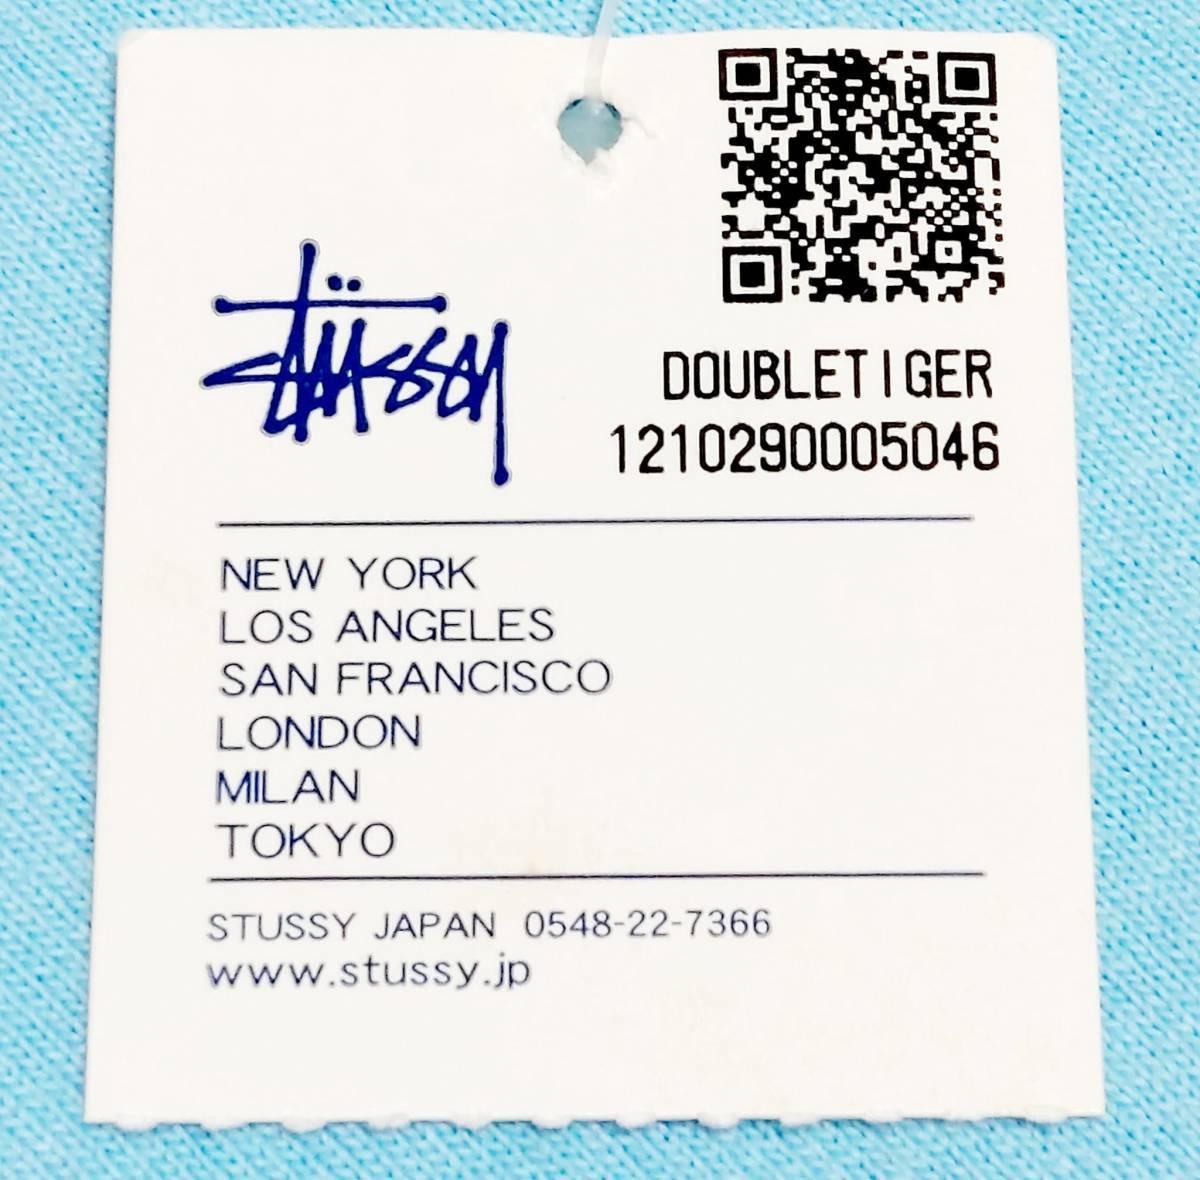 Stüssy
DOUBLETIGER
1210290005046
NEW YORK
LOS ANGELES
SAN FRANCISCO
LONDON
MILAN
TOKYO
STUSSY JAPAN 0548-22-7366
www.stussy.jp